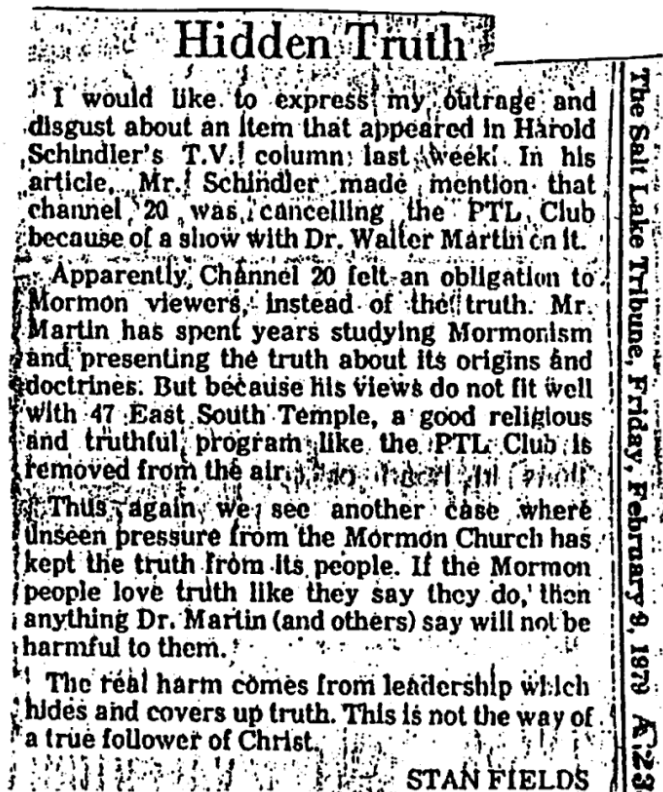 Hidden Truth
I would like to express my outrage and
disgust about an item that appeared in Harold
Schindler's T.V. column last week. In his
article, Mr. Schindler made mention that
channel 20 was cancelling the PTL Club
because of a show with Dr. Walter Martin on it.
Apparently, Channel 20 felt an obligation to
Mormon viewers, instead of the truth. Mr.
Martin has spent years studying Mormonism
and presenting the truth about its origins and
doctrines. But because his views do not fit well
with 47 East South Temple, a good religious
and truthful program like the PTL Club is
removed from the air.
Thus again we see another case where
unseen pressure from the Mormon Church has
kept the truth from its people. If the Mormon
people love truth like they say they do, then
anything Dr. Martin (and others) say will not be
harmful to them.
The real harm comes from leadership which
hides and covers up truth. This is not the way of
a true follower of Christ.
STAN FIELDS
The Salt Lake Tribune, Friday, February 9, 1979